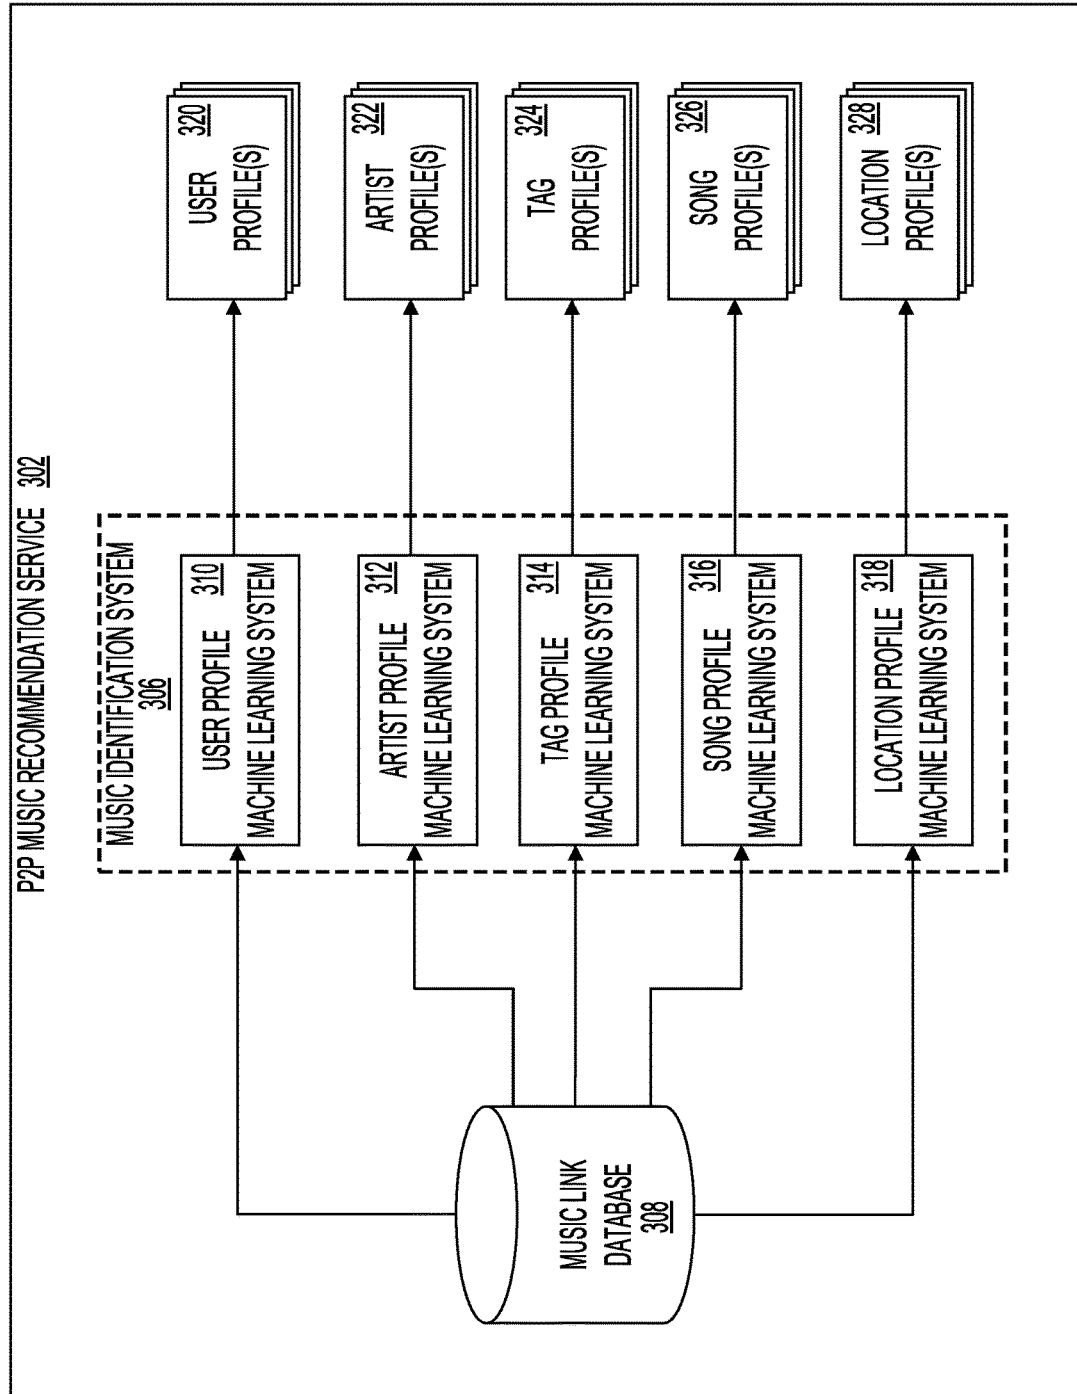 P2P MUSIC RECOMMENDATION SERVICE 302
MUSIC IDENTIFICATION SYSTEM
306
USER PROFILE 310
MACHINE LEARNING SYSTEM
ARTIST PROFILE 312
MACHINE LEARNING SYSTEM
TAG PROFILE 314
MACHINE LEARNING SYSTEM
SONG PROFILE 316
MACHINE LEARNING SYSTEM
LOCATION PROFILE 318
MACHINE LEARNING SYSTEM
MUSIC LINK
DATABASE
308
USER 320
PROFILE(S)
ARTIST 322
PROFILE(S)
TAG 324
PROFILE(S)
SONG 326
PROFILE(S)
LOCATION 328
PROFILE(S)